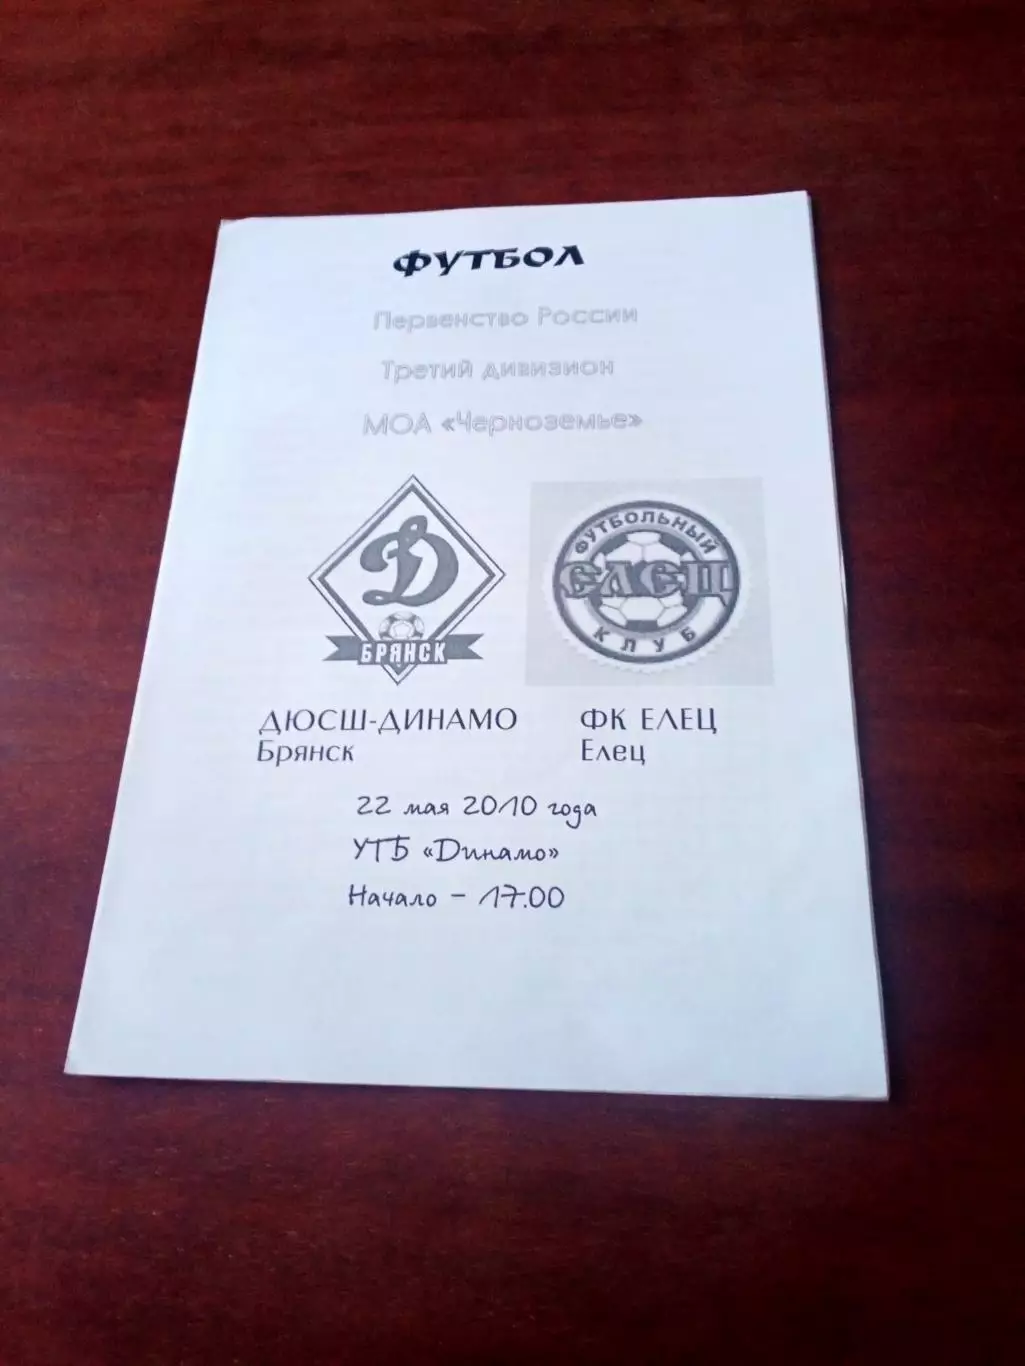 ФУТБОЛ
Первенство России
Третий дивизион
МОА «Черноземье»
Д
БРЯНСК
ФУТБОЛЬНЫЙ
ЕЛЕЦ
КЛУБ
ДЮСШ-ДИНАМО
Брянск
ФК ЕЛЕЦ
Елец
22 мая 2010 года
УТБ «Динамо»
Начало - 17.00